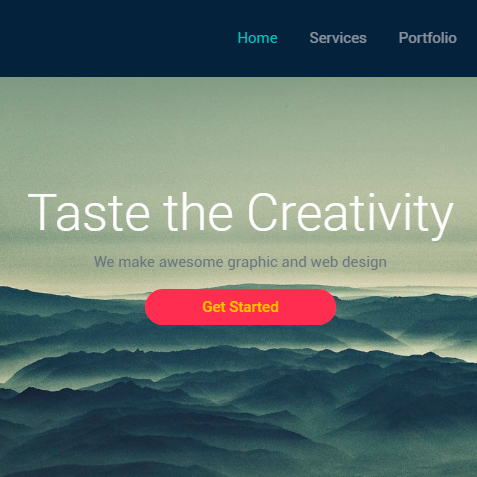 Home Services Portfolio
Taste the Creativity
We make awesome graphic and web design
Get Started